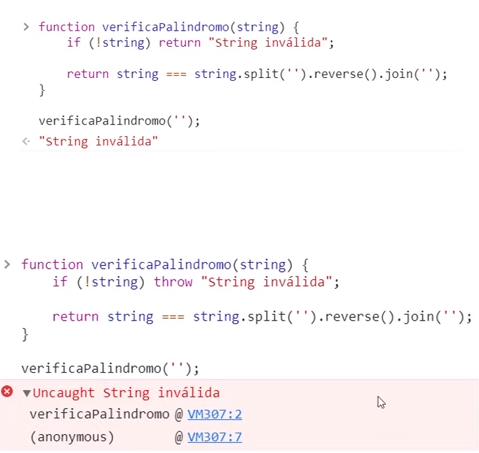 > function verificaPalindromo(string) {
if (!string) return "String inválida";
return string === string.split('').reverse().join('');
}
verificaPalindromo('');
"String inválida"
> function verificaPalindromo(string) {
if (!string) throw "String inválida";
return string === string.split('').reverse().join('');
}
verificaPalindromo('');
▼Uncaught String inválida
verificaPalindromo @ VM307:2
(anonymous) @ VM307:7